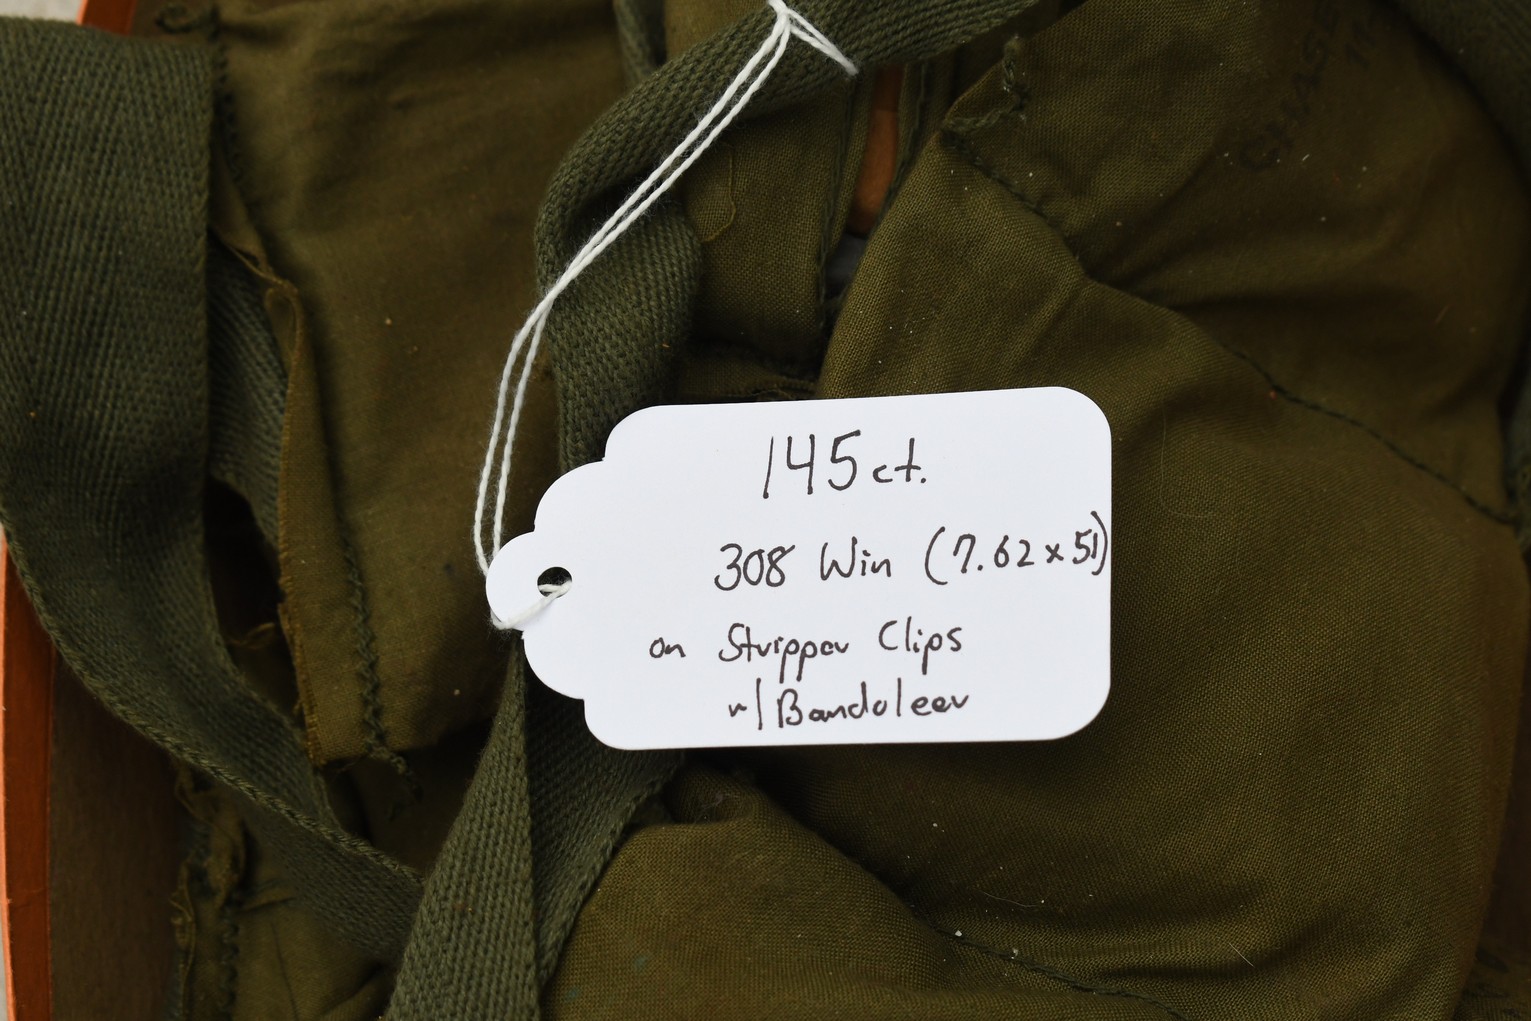 145 ct.
308 Win (7.62 x 51)
on Stripper Clips
w/ Bandoleer